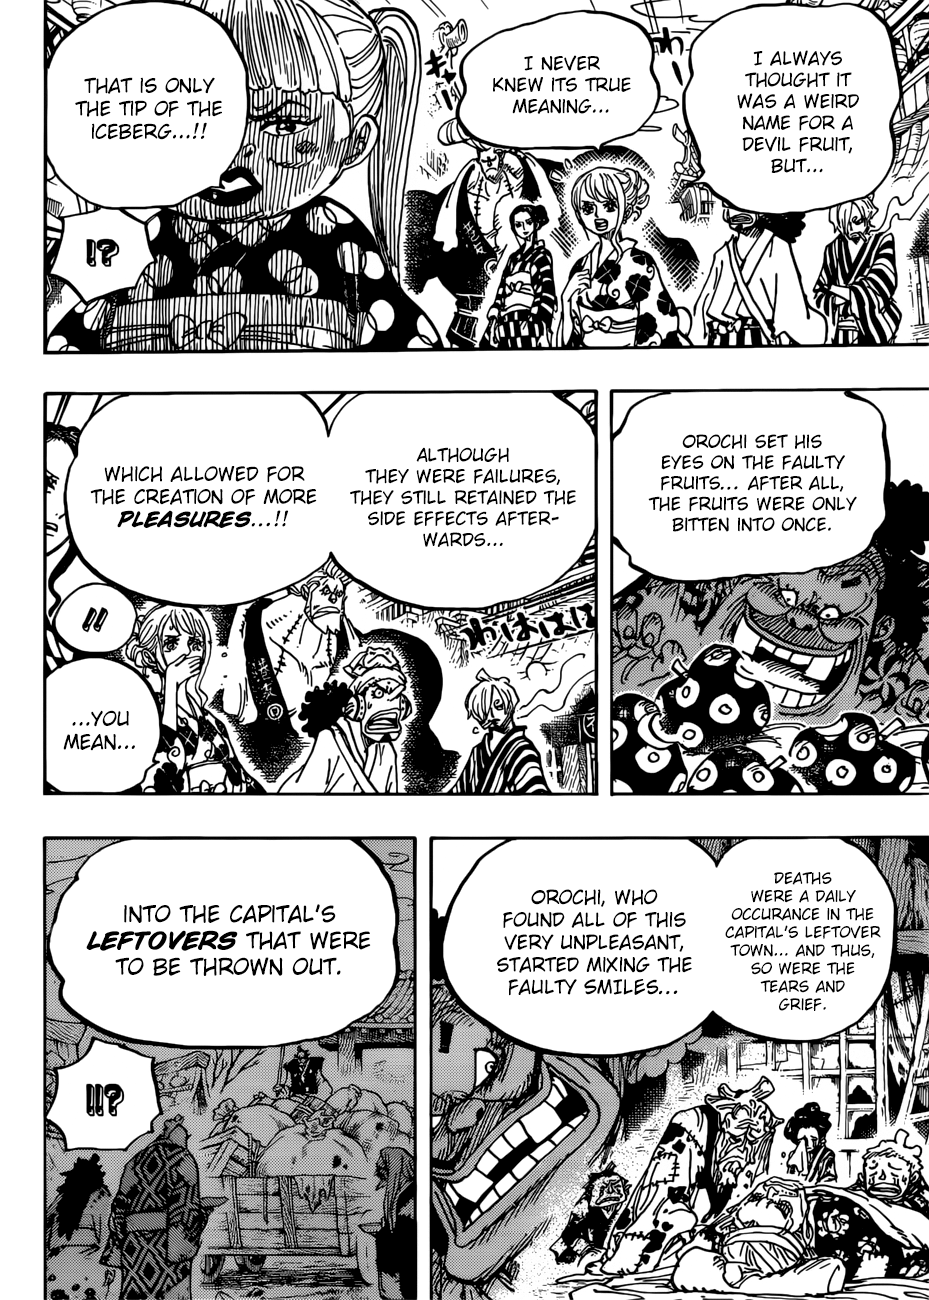 I ALWAYS
THOUGHT IT
WAS A WEIRD
NAME FOR A
DEVIL FRUIT,
BUT...
I NEVER
KNEW ITS TRUE
MEANING...
THAT IS ONLY
THE TIP OF THE
ICEBERG...!!
!?
OROCHI SET HIS
EYES ON THE FAULTY
FRUITS... AFTER ALL,
THE FRUITS WERE ONLY
BITTEN INTO ONCE.
ALTHOUGH
THEY WERE FAILURES,
THEY STILL RETAINED THE
SIDE EFFECTS AFTER-
WARDS...
WHICH ALLOWED FOR
THE CREATION OF MORE
PLEASURES...!!
わはははは
!!
...YOU
MEAN...
DEATHS
WERE A DAILY
OCCURANCE IN THE
CAPITAL'S LEFTOVER
TOWN... AND THUS,
SO WERE THE
TEARS AND
GRIEF.
OROCHI, WHO
FOUND ALL OF THIS
VERY UNPLEASANT,
STARTED MIXING THE
FAULTY SMILES...
INTO THE CAPITAL'S
LEFTOVERS THAT WERE
TO BE THROWN OUT.
!!?